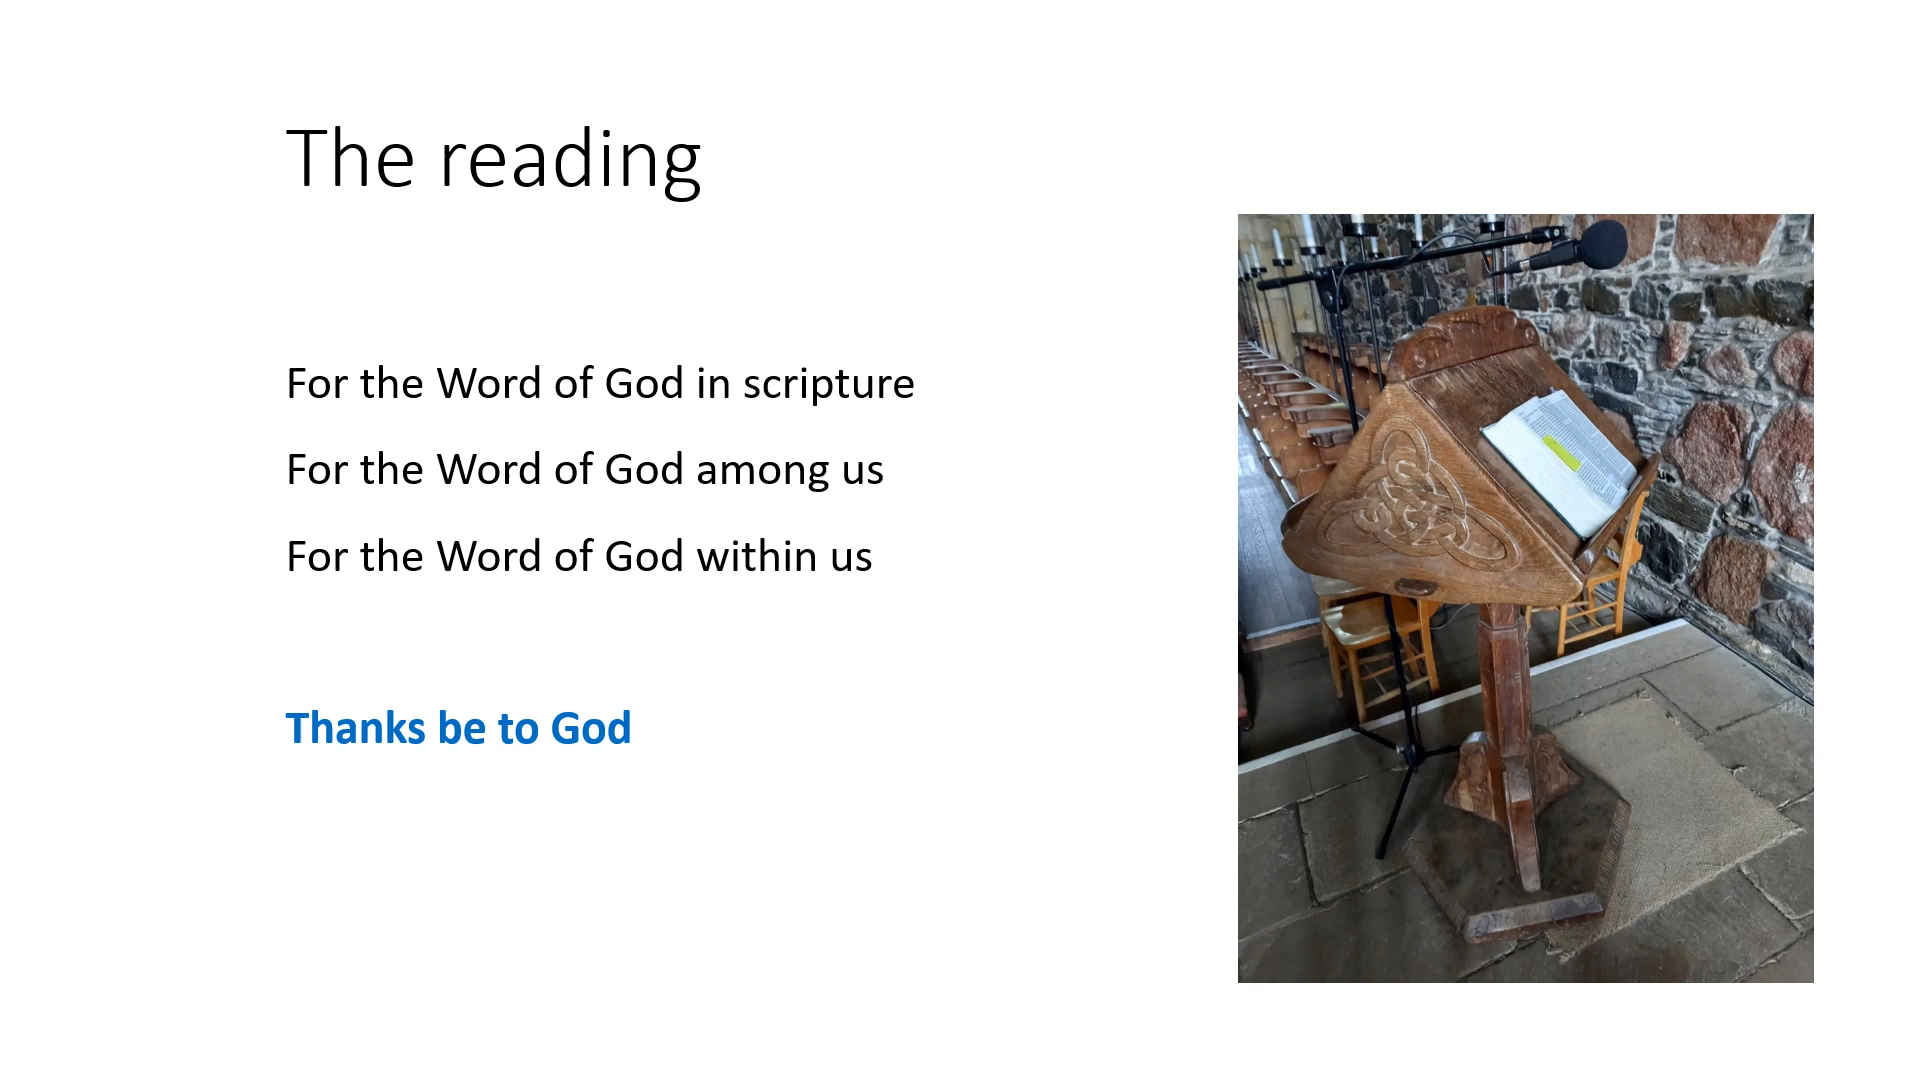 The reading
For the Word of God in scripture
For the Word of God among us
For the Word of God within us
Thanks be to God